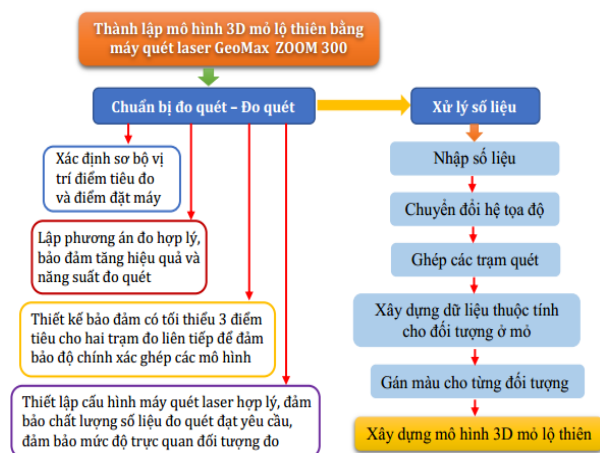 Thành lập mô hình 3D mỏ lộ thiên bằng
máy quét laser GeoMax ZOOM 300
Chuẩn bị đo quét – Đo quét
Xác định sơ bộ vị
trí điểm tiêu đo
và điểm đặt máy
Lập phương án đo hợp lý,
bảo đảm tăng hiệu quả và
năng suất đo quét
Thiết kế bảo đảm có tối thiểu 3 điểm
tiêu cho hai trạm đo liên tiếp để đảm
bảo độ chính xác ghép các mô hình
Thiết lập cấu hình máy quét laser hợp lý, đảm
bảo chất lượng số liệu đo quét đạt yêu cầu,
đảm bảo mức độ trực quan đối tượng đo
Xử lý số liệu
Nhập số liệu
Chuyển đổi hệ tọa độ
Ghép các trạm quét
Xây dựng dữ liệu thuộc tính
cho đối tượng ở mỏ
Gán màu cho từng đối tượng
Xây dựng mô hình 3D mỏ lộ thiên